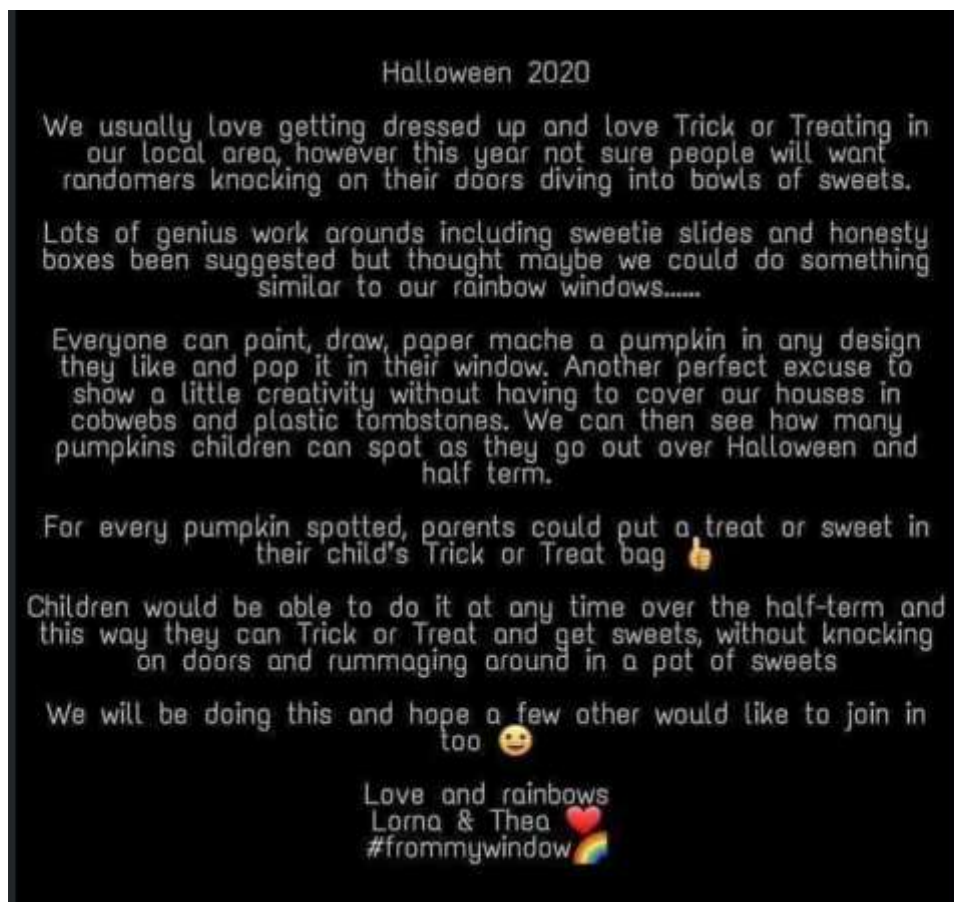 Halloween 2020
We usually love getting dressed up and love Trick or Treating in
our local area, however this year not sure people will want
randomers knocking on their doors diving into bowls of sweets.
Lots of genius work arounds including sweetie slides and honesty
boxes been suggested but thought maybe we could do something
similar to our rainbow windows......
Everyone can paint, draw, paper mache a pumpkin in any design
they like and pop it in their window. Another perfect excuse to
show a little creativity without having to cover our houses in
cobwebs and plastic tombstones. We can then see how many
pumpkins children can spot as they go out over Halloween and
half term.
For every pumpkin spotted, parents could put a treat or sweet in
their child's Trick or Treat bag 👍
Children would be able to do it at any time over the half-term and
this way they can Trick or Treat and get sweets, without knocking
on doors and rummaging around in a pot of sweets
We will be doing this and hope a few other would like to join in
too 😀
Love and rainbows
Lorna & Thea ❤️
#frommywindow🌈